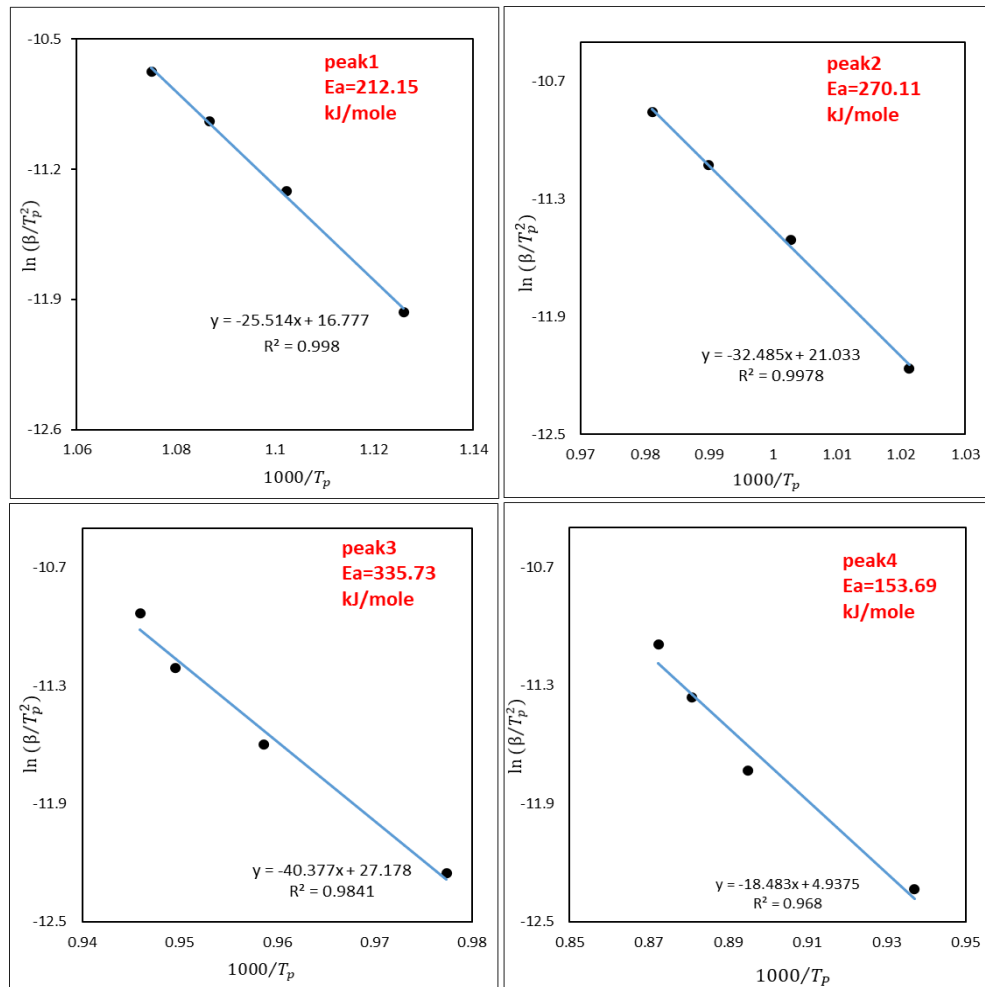 -10.5
-11.2
-11.9
-12.6
ln (β/T_p^2)
peak1
Ea=212.15
kJ/mole
y = -25.514x + 16.777
R² = 0.998
1.06 1.08 1.1 1.12 1.14
1000/T_p
-10.7
-11.3
-11.9
-12.5
ln (β/T_p^2)
peak2
Ea=270.11
kJ/mole
y = -32.485x + 21.033
R² = 0.9978
0.97 0.98 0.99 1 1.01 1.02 1.03
1000/T_p
-10.7
-11.3
-11.9
-12.5
ln (β/T_p^2)
peak3
Ea=335.73
kJ/mole
y = -40.377x + 27.178
R² = 0.9841
0.94 0.95 0.96 0.97 0.98
1000/T_p
-10.7
-11.3
-11.9
-12.5
ln (β/T_p^2)
peak4
Ea=153.69
kJ/mole
y = -18.483x + 4.9375
R² = 0.968
0.85 0.87 0.89 0.91 0.93 0.95
1000/T_P